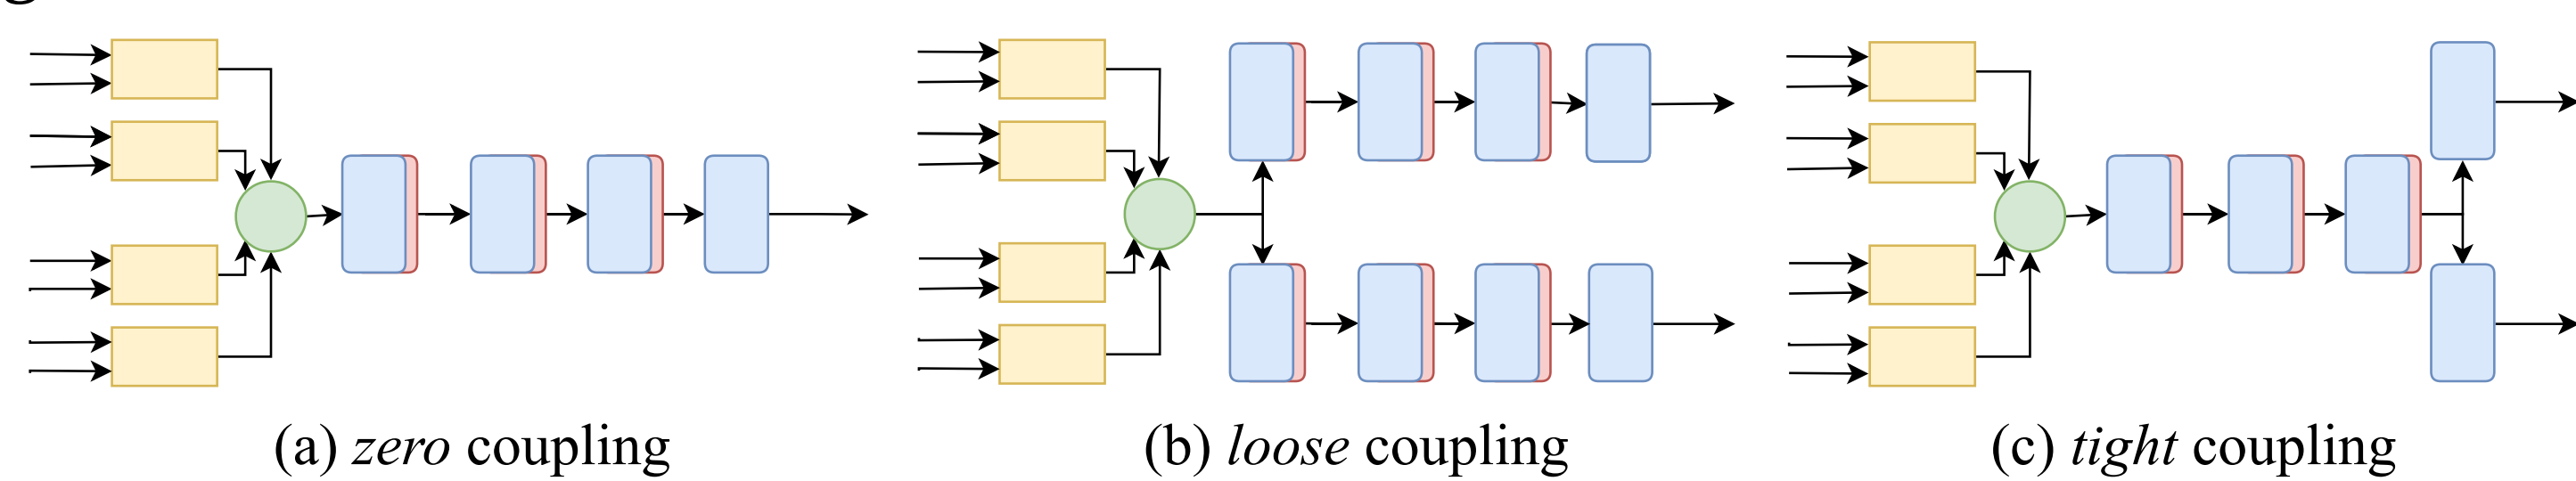 (a) zero coupling
(b) loose coupling
(c) tight coupling